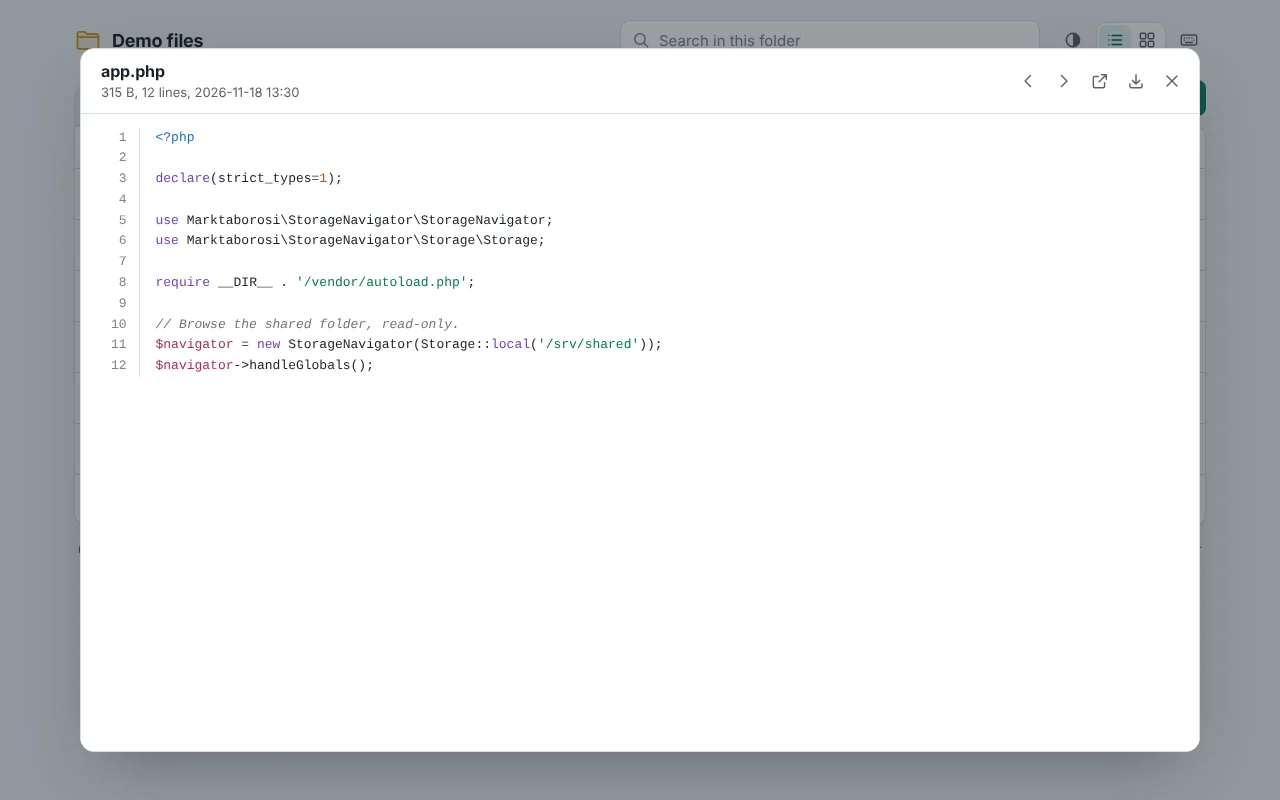 Demo files
Search in this folder
app.php
315 B, 12 lines, 2026-11-18 13:30
1 <?php
2
3 declare(strict_types=1);
4
5 use Marktaborosi\StorageNavigator\StorageNavigator;
6 use Marktaborosi\StorageNavigator\Storage\Storage;
7
8 require __DIR__ . '/vendor/autoload.php';
9
10 // Browse the shared folder, read-only.
11 $navigator = new StorageNavigator(Storage::local('/srv/shared'));
12 $navigator->handleGlobals();